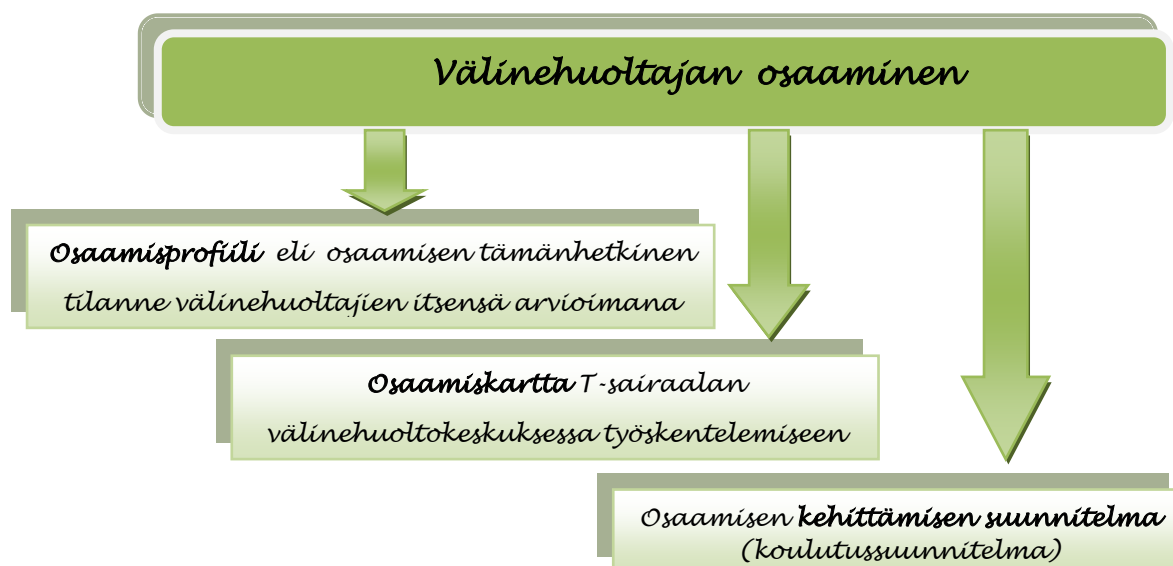 Välinehuoltajan osaaminen
Osaamisprofiili eli osaamisen tämänhetkinen
tilanne välinehuoltajien itsensä arvioimana
Osaamiskartta T-sairaalan
välinehuoltokeskuksessa työskentelemiseen
Osaamisen kehittämisen suunnitelma
(koulutussuunnitelma)